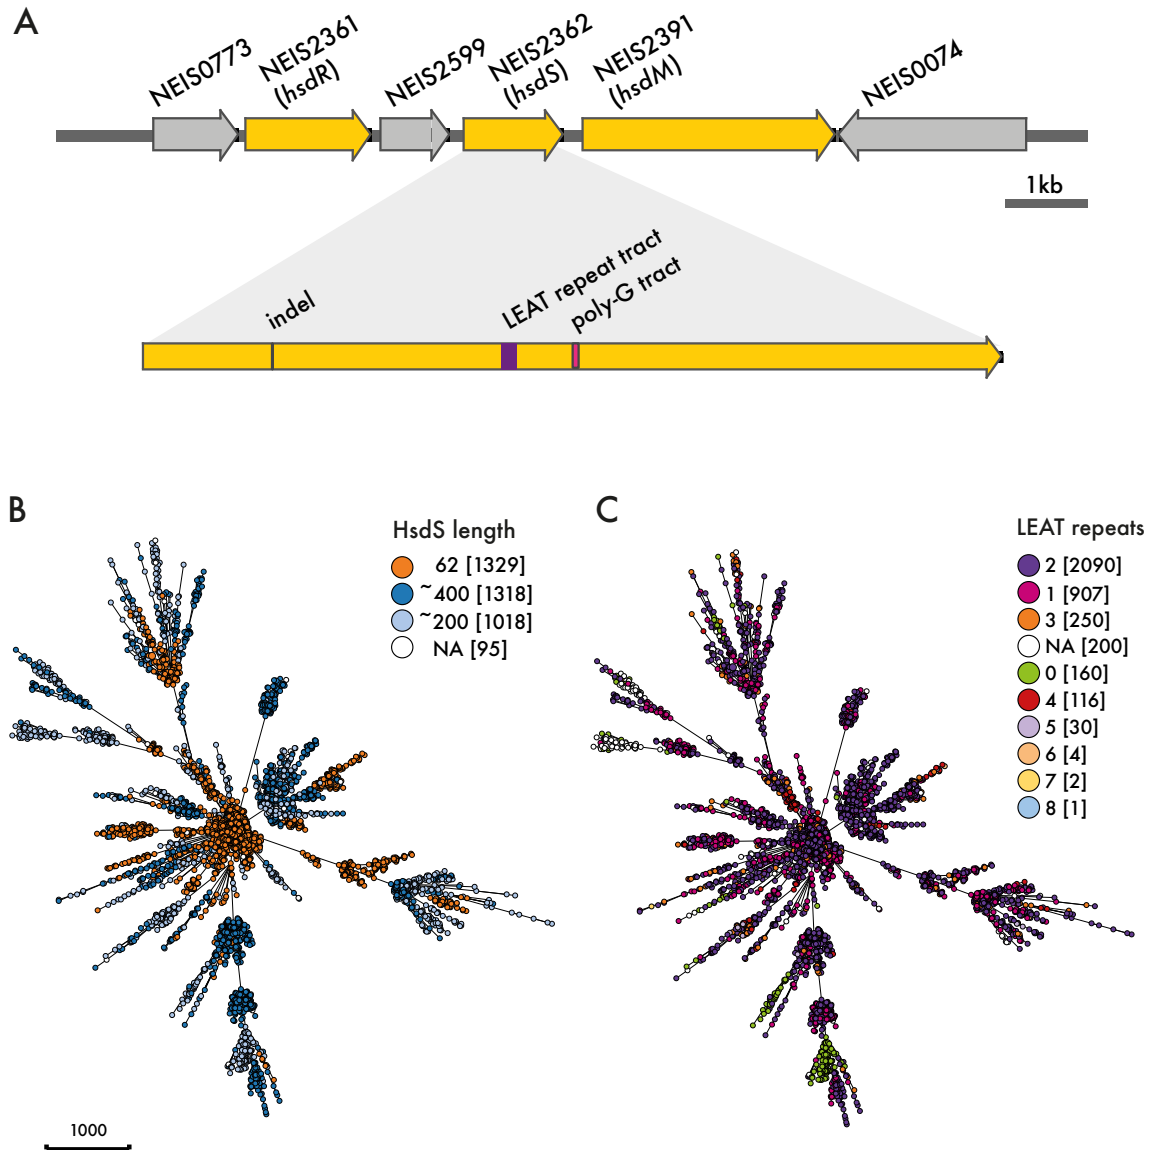 A
NEIS0773
NEIS2361
(hsdR)
NEIS2599
NEIS2362
(hsdS)
NEIS2391
(hsdM)
NEIS0074
1kb
indel
LEAT repeat tract
poly-G tract
B
HsdS length
62 [1329]
~400 [1318]
~200 [1018]
NA [95]
1000
C
LEAT repeats
2 [2090]
1 [907]
3 [250]
NA [200]
0 [160]
4 [116]
5 [30]
6 [4]
7 [2]
8 [1]